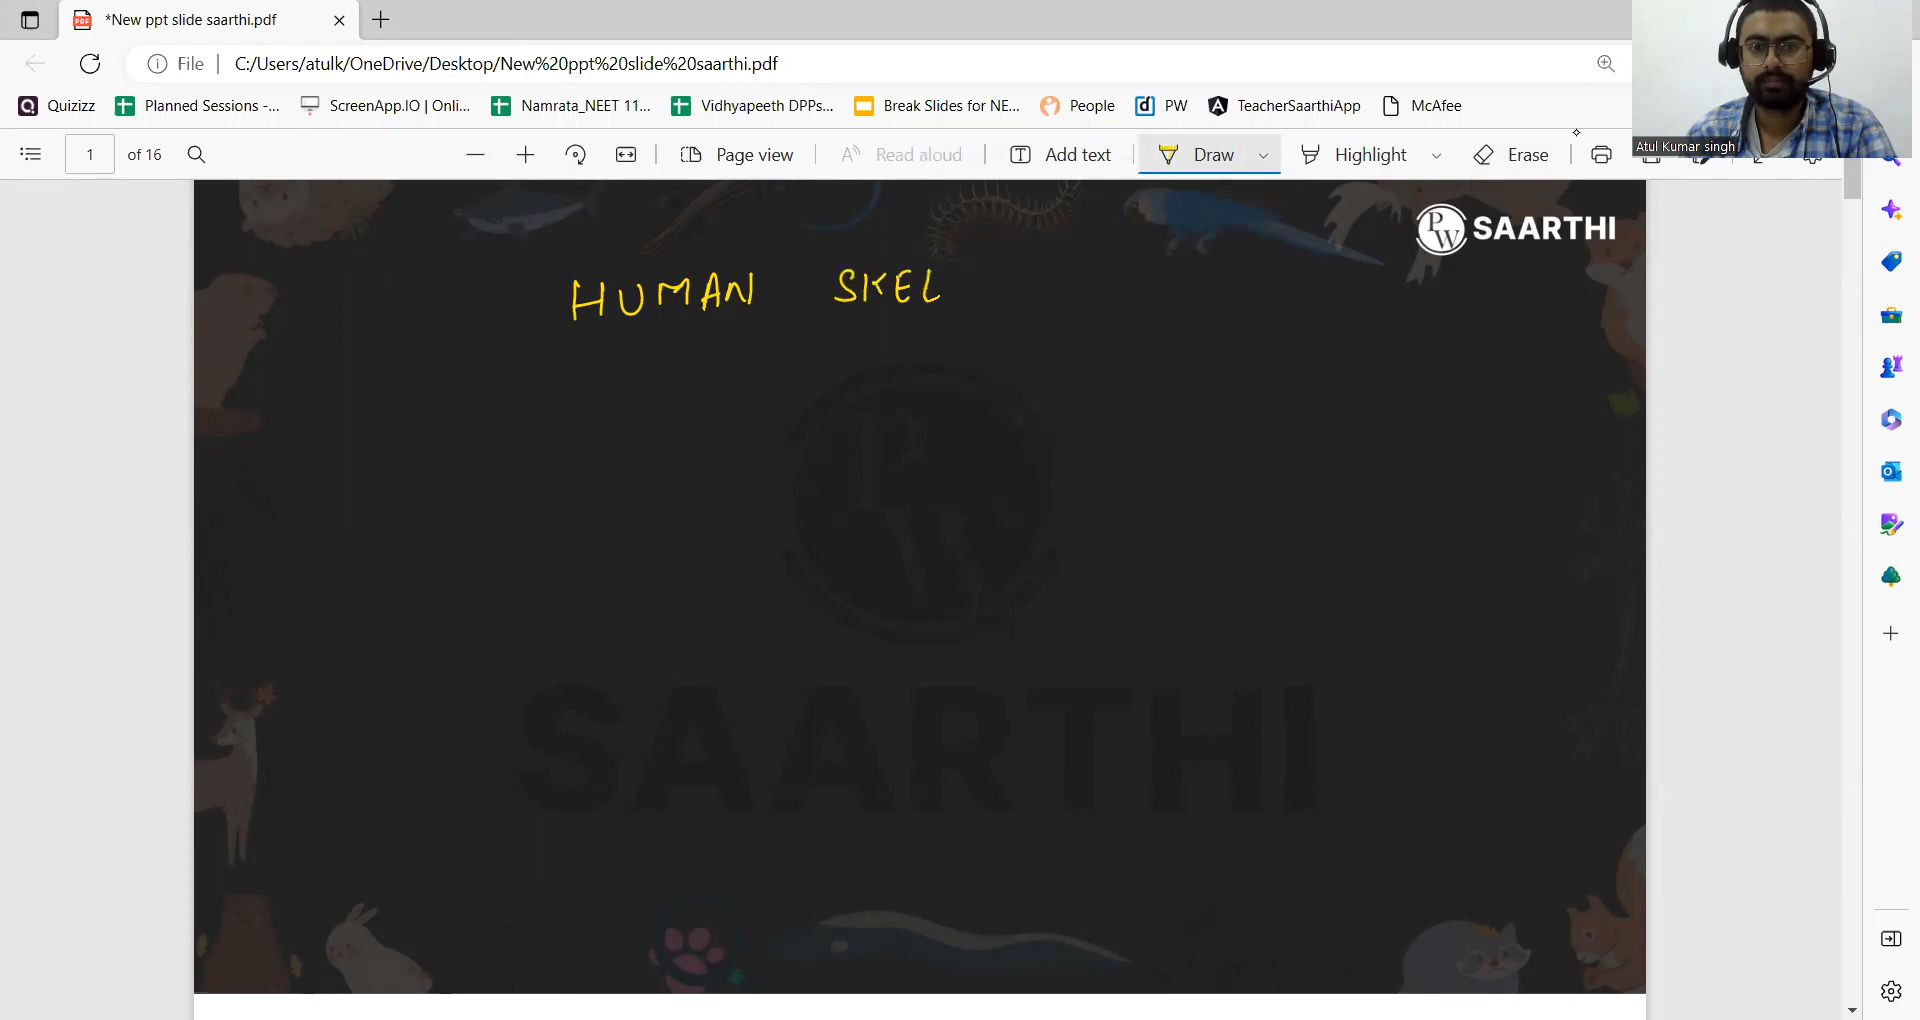 *New ppt slide saarthi.pdf
File C:/Users/atulk/OneDrive/Desktop/New%20ppt%20slide%20saarthi.pdf
Quizizz Planned Sessions -... ScreenApp.IO | Onli... Namrata_NEET 11... Vidhyapeeth DPPs... Break Slides for NE... People PW TeacherSaarthiApp McAfee
Atul Kumar singh
1 of 16 Page view Read aloud Add text Draw Highlight Erase
PW SAARTHI
HUMAN SKEL
PW
SAARTHI